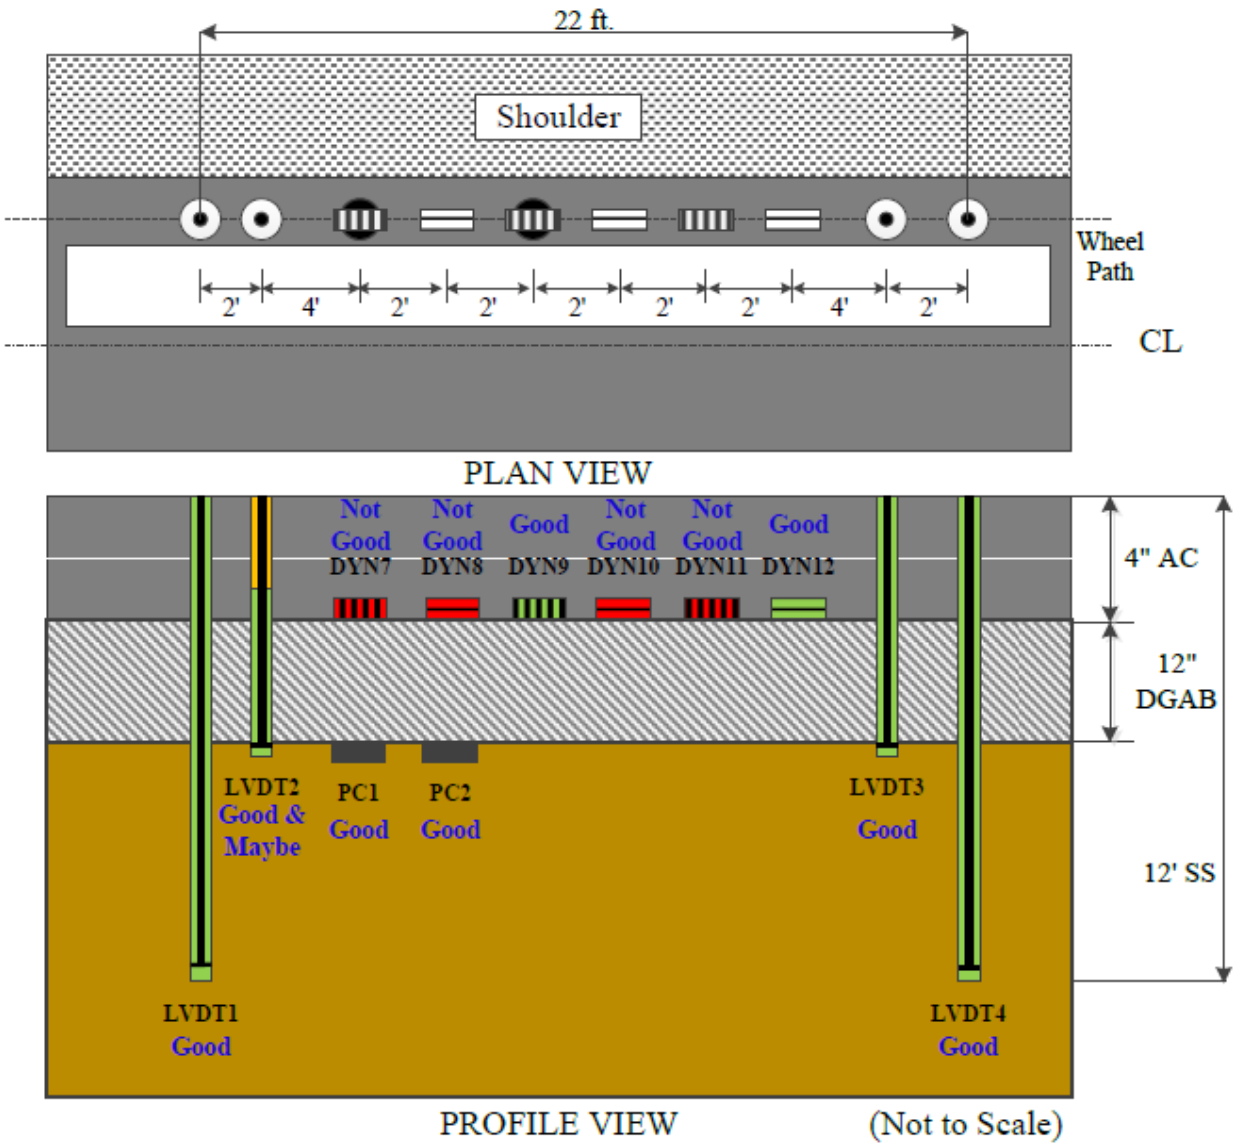 22 ft.
Shoulder
Wheel
Path
2' 4' 2' 2' 2' 2' 2' 4' 2'
CL
PLAN VIEW
Not Not Good Not Not Good
Good Good Good Good
DYN7 DYN8 DYN9 DYN10 DYN11 DYN12
4" AC
12"
DGAB
LVDT2 PC1 PC2 LVDT3
Good & Good Good Good
Maybe
12' SS
LVDT1 LVDT4
Good Good
PROFILE VIEW (Not to Scale)